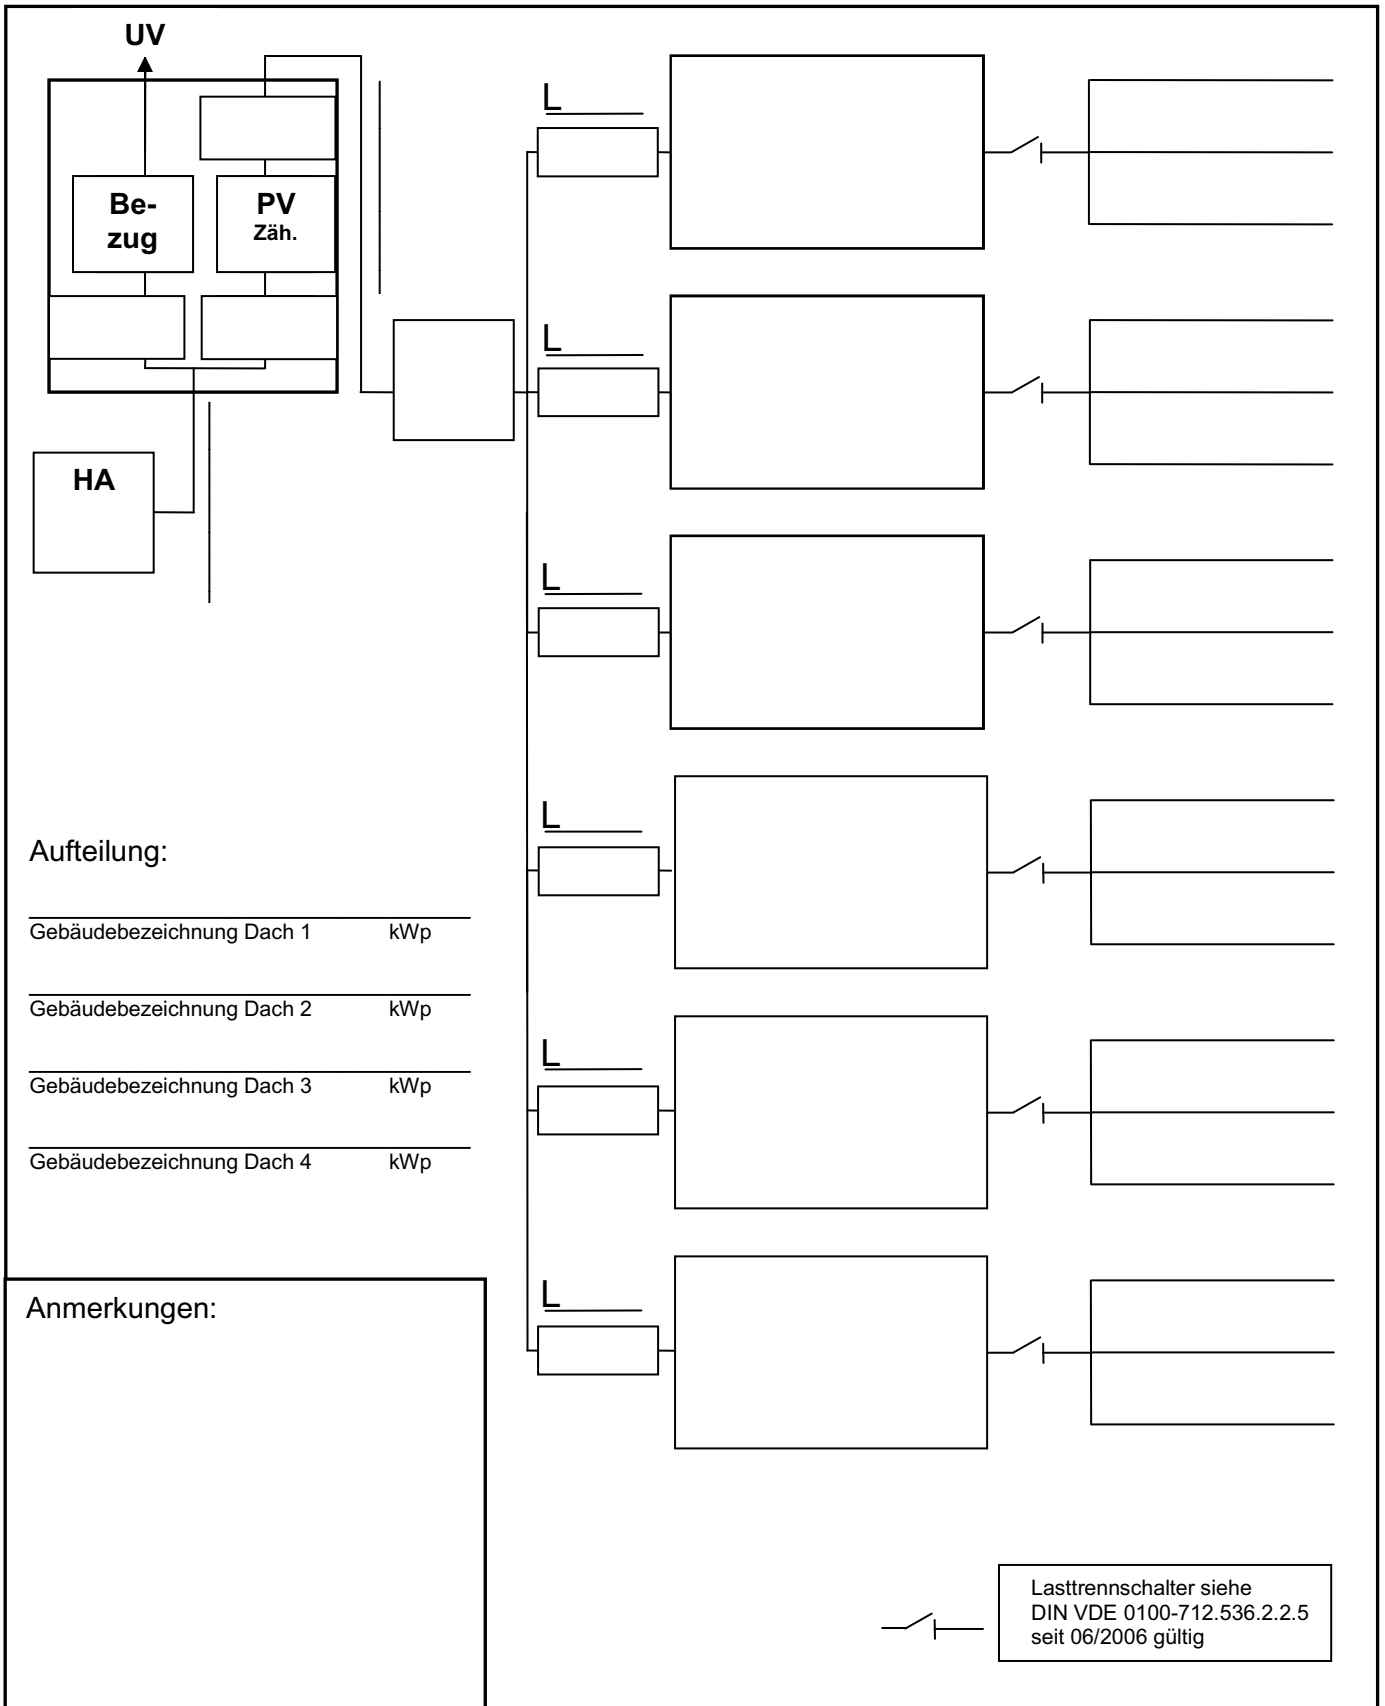 UV
Be-
zug
PV
Zäh.
HA
L
L
L
L
L
L
Aufteilung:
Gebäudebezeichnung Dach 1 kWp
Gebäudebezeichnung Dach 2 kWp
Gebäudebezeichnung Dach 3 kWp
Gebäudebezeichnung Dach 4 kWp
Anmerkungen:
Lasttrennschalter siehe
DIN VDE 0100-712.536.2.2.5
seit 06/2006 gültig